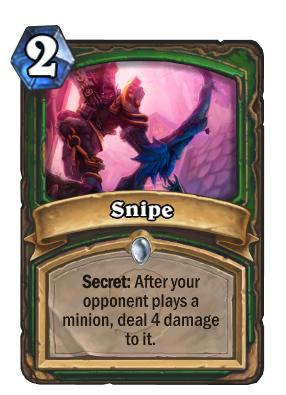 2
Snipe
Secret: After your
opponent plays a
minion, deal 4 damage
to it.